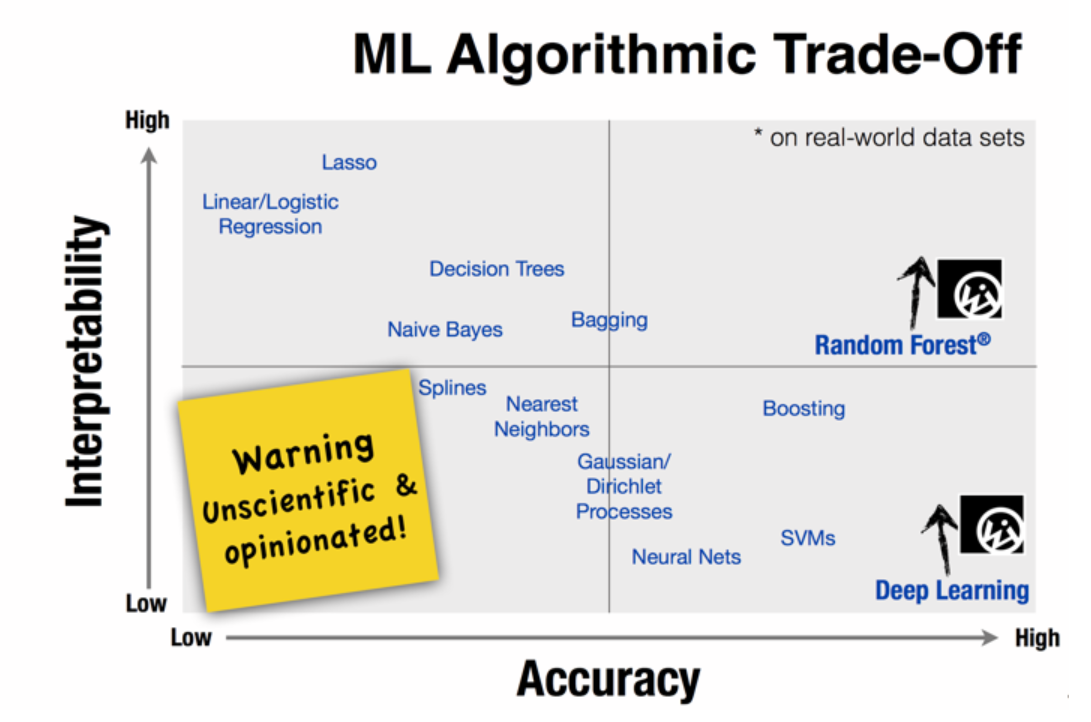 ML Algorithmic Trade-Off
High
* on real-world data sets
Lasso
Linear/Logistic
Regression
Decision Trees
Naive Bayes
Bagging
Random Forest®
Interpretability
Splines
Nearest
Neighbors
Boosting
Gaussian/
Dirichlet
Processes
SVMs
Neural Nets
Deep Learning
Warning
Unscientific &
opinionated!
Low
Low
High
Accuracy